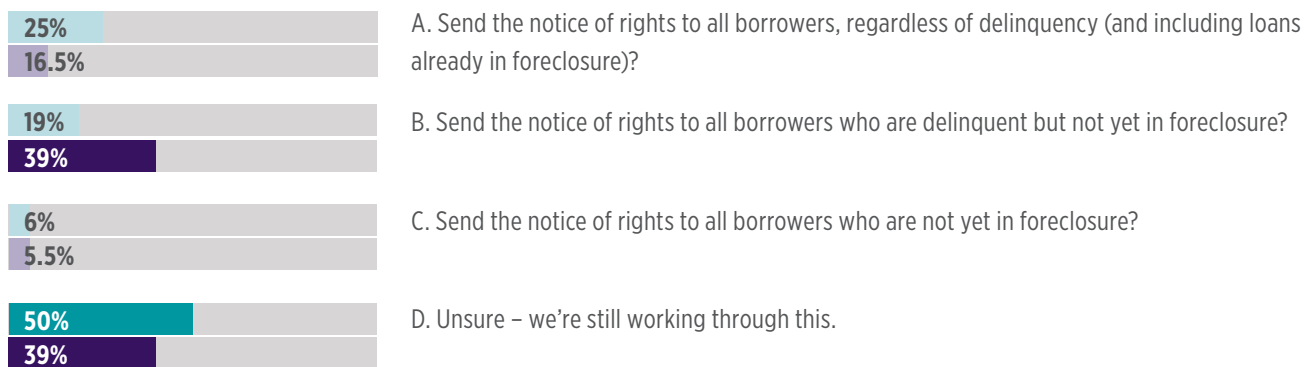 25%
16.5%
A. Send the notice of rights to all borrowers, regardless of delinquency (and including loans
already in foreclosure)?
19%
39%
B. Send the notice of rights to all borrowers who are delinquent but not yet in foreclosure?
6%
5.5%
C. Send the notice of rights to all borrowers who are not yet in foreclosure?
50%
39%
D. Unsure – we’re still working through this.